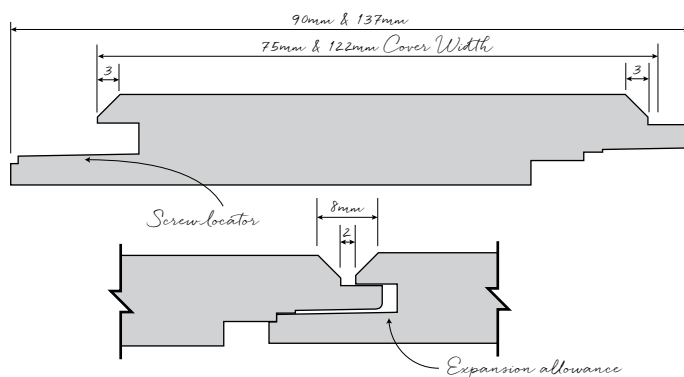 90mm & 137mm
75mm & 122mm Cover Width
3
3
Screw locator
8mm
2
Expansion allowance